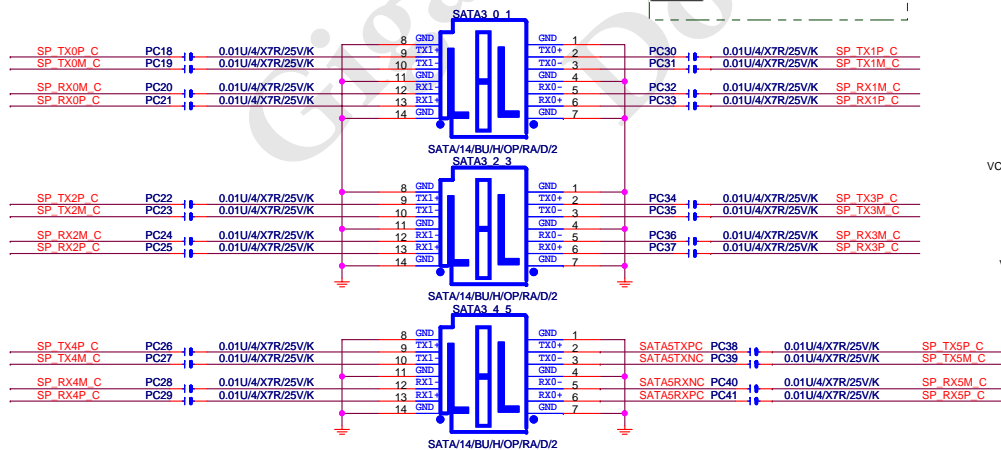 SATA3_0_1
8 GND GND 1
SP_TX0P_C PC18 0.01U/4/X7R/25V/K 9 TX1+ TX0+ 2 PC30 0.01U/4/X7R/25V/K SP_TX1P_C
SP_TX0M_C PC19 0.01U/4/X7R/25V/K 10 TX1- TX0- 3 PC31 0.01U/4/X7R/25V/K SP_TX1M_C
11 GND GND 4
SP_RX0M_C PC20 0.01U/4/X7R/25V/K 12 RX1- RX0- 5 PC32 0.01U/4/X7R/25V/K SP_RX1M_C
SP_RX0P_C PC21 0.01U/4/X7R/25V/K 13 RX1+ RX0+ 6 PC33 0.01U/4/X7R/25V/K SP_RX1P_C
14 GND GND 7
SATA/14/BU/H/OP/RA/D/2
SATA3_2_3
VC
8 GND GND 1
SP_TX2P_C PC22 0.01U/4/X7R/25V/K 9 TX1+ TX0+ 2 PC34 0.01U/4/X7R/25V/K SP_TX3P_C
SP_TX2M_C PC23 0.01U/4/X7R/25V/K 10 TX1- TX0- 3 PC35 0.01U/4/X7R/25V/K SP_TX3M_C
11 GND GND 4
SP_RX2M_C PC24 0.01U/4/X7R/25V/K 12 RX1- RX0- 5 PC36 0.01U/4/X7R/25V/K SP_RX3M_C
SP_RX2P_C PC25 0.01U/4/X7R/25V/K 13 RX1+ RX0+ 6 PC37 0.01U/4/X7R/25V/K SP_RX3P_C
14 GND GND 7
SATA/14/BU/H/OP/RA/D/2
SATA3_4_5
8 GND GND 1
SP_TX4P_C PC26 0.01U/4/X7R/25V/K 9 TX1+ TX0+ 2 SATA5TXPC PC38 0.01U/4/X7R/25V/K SP_TX5P_C
SP_TX4M_C PC27 0.01U/4/X7R/25V/K 10 TX1- TX0- 3 SATA5TXNC PC39 0.01U/4/X7R/25V/K SP_TX5M_C
11 GND GND 4
SP_RX4M_C PC28 0.01U/4/X7R/25V/K 12 RX1- RX0- 5 SATA5RXNC PC40 0.01U/4/X7R/25V/K SP_RX5M_C
SP_RX4P_C PC29 0.01U/4/X7R/25V/K 13 RX1+ RX0+ 6 SATA5RXPC PC41 0.01U/4/X7R/25V/K SP_RX5P_C
14 GND GND 7
SATA/14/BU/H/OP/RA/D/2